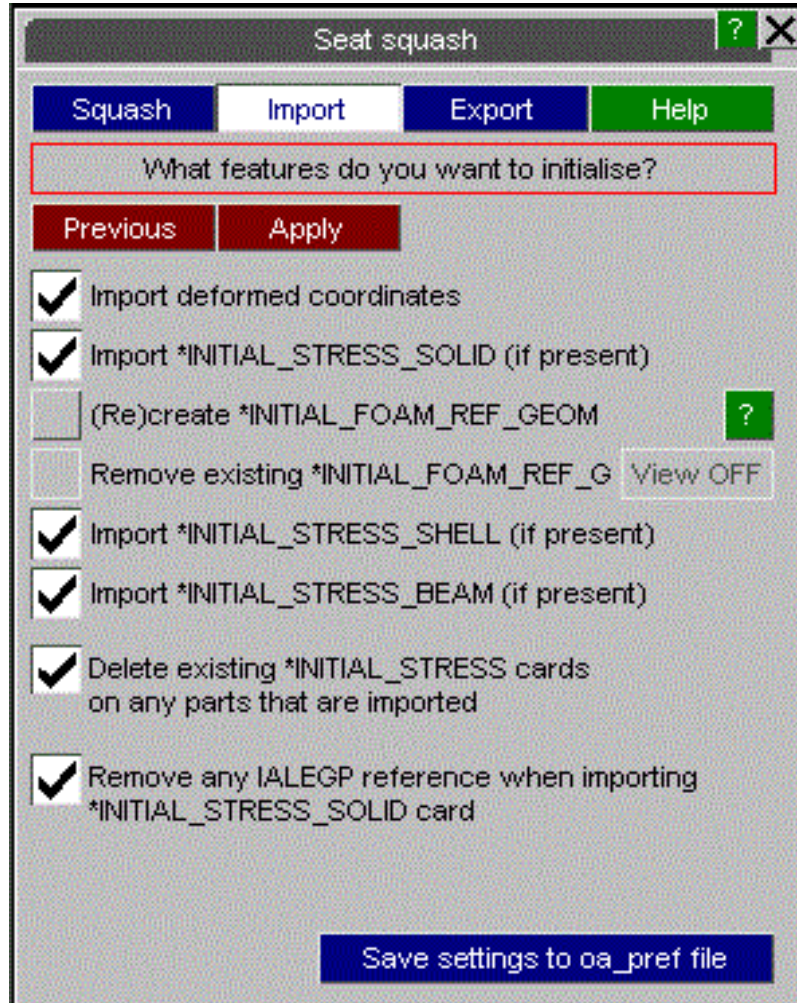 Seat squash ?
Squash Import Export Help
What features do you want to initialise?
Previous Apply
Import deformed coordinates
Import *INITIAL_STRESS_SOLID (if present)
(Re)create *INITIAL_FOAM_REF_GEOM ?
Remove existing *INITIAL_FOAM_REF_G View OFF
Import *INITIAL_STRESS_SHELL (if present)
Import *INITIAL_STRESS_BEAM (if present)
Delete existing *INITIAL_STRESS cards
on any parts that are imported
Remove any IALEGP reference when importing
*INITIAL_STRESS_SOLID card
Save settings to oa_pref file